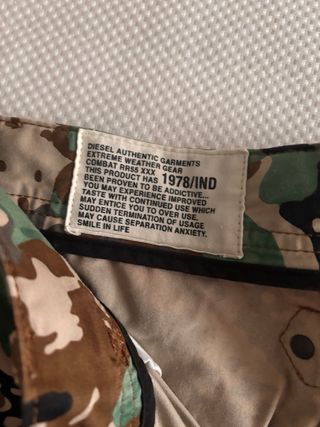 DIESEL AUTHENTIC GARMENTS
EXTREME WEATHER GEAR
COMBAT RR55 XXX
THIS PRODUCT HAS 1978/IND
BEEN PROVEN TO BE ADDICTIVE...
YOU MAY EXPERIENCE IMPROVED
TASTE WITH CONTINUED USE WHICH
MAY ENTICE YOU TO OVER USE.
SUDDEN TERMINATION OF USAGE
MAY CAUSE SEPARATION ANXIETY.
SMILE IN LIFE